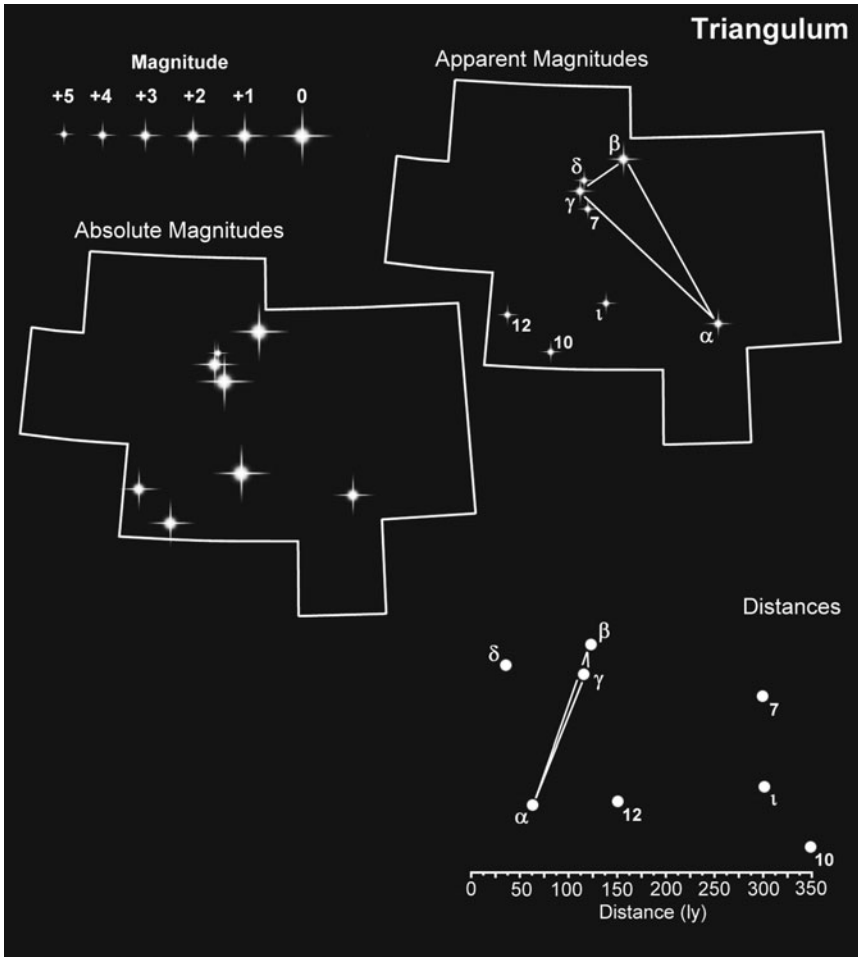 Triangulum
Magnitude
+5 +4 +3 +2 +1 0
Apparent Magnitudes
β
δ
γ
7
12
ι
10
α
Absolute Magnitudes
Distances
β
δ
γ
7
α
12
ι
10
0 50 100 150 200 250 300 350
Distance (ly)